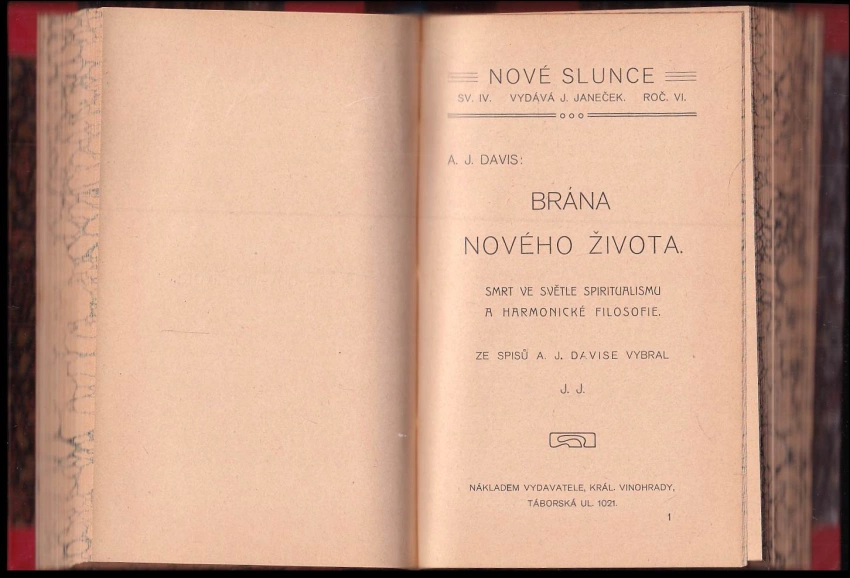 NOVÉ SLUNCE
SV. IV. VYDÁVÁ J. JANEČEK. ROČ. VI.
A. J. DAVIS:
BRÁNA
NOVÉHO ŽIVOTA.
SMRT VE SVĚTLE SPIRITUALISMU
A HARMONICKÉ FILOSOFIE.
ZE SPISŮ A. J. DAVISE VYBRAL
J. J.
NÁKLADEM VYDAVATELE, KRÁL. VINOHRADY,
TÁBORSKÁ UL. 1021.
1